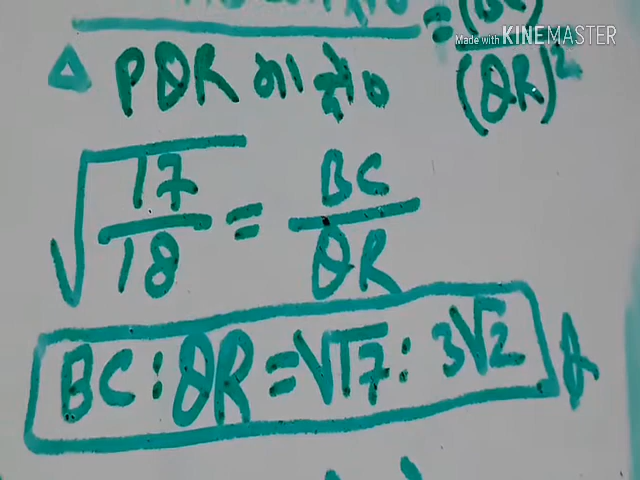 = (BC)
Made with KINEMASTER
Δ PQR का क्षे०
(QR)²
√17/18 = BC/QR
BC : QR = √17 : 3√2